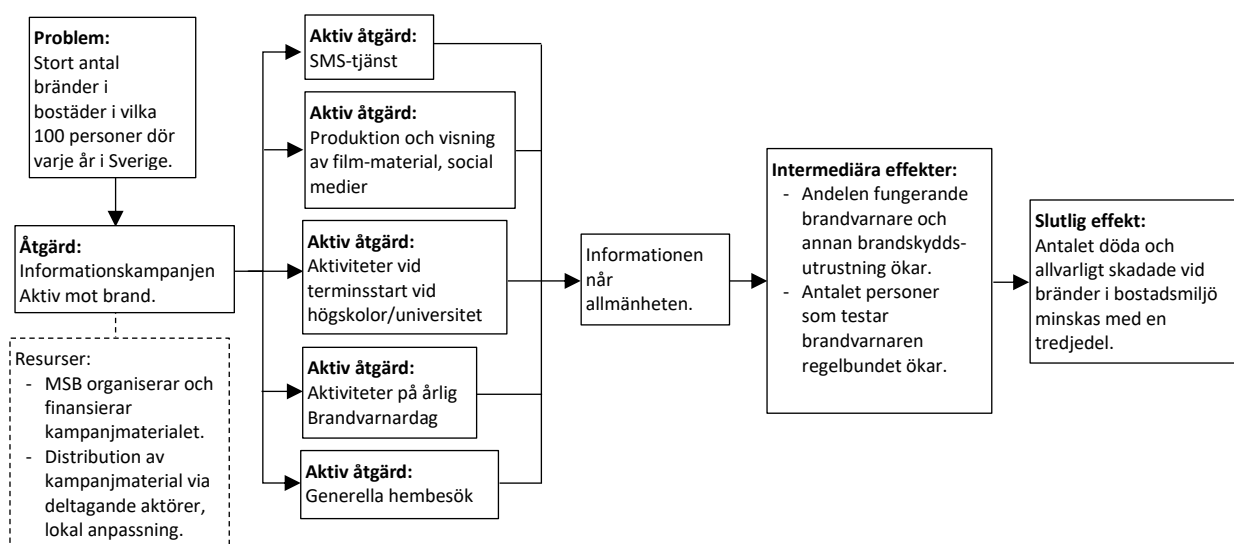 Problem:
Stort antal
bränder i
bostäder i vilka
100 personer dör
varje år i Sverige.
Åtgärd:
Informationskampanjen
Aktiv mot brand.
Resurser:
- MSB organiserar och
finansierar
kampanjmaterialet.
- Distribution av
kampanjmaterial via
deltagande aktörer,
lokal anpassning.
Aktiv åtgärd:
SMS-tjänst
Aktiv åtgärd:
Produktion och visning
av film-material, social
medier
Aktiv åtgärd:
Aktiviteter vid
terminsstart vid
högskolor/universitet
Aktiv åtgärd:
Aktiviteter på årlig
Brandvarnardag
Aktiv åtgärd:
Generella hembesök
Informationen
når
allmänheten.
Intermediära effekter:
- Andelen fungerande
brandvarnare och
annan brandskydds-
utrustning ökar.
- Antalet personer
som testar
brandvarnaren
regelbundet ökar.
Slutlig effekt:
Antalet döda och
allvarligt skadade vid
bränder i bostadsmiljö
minskas med en
tredjedel.